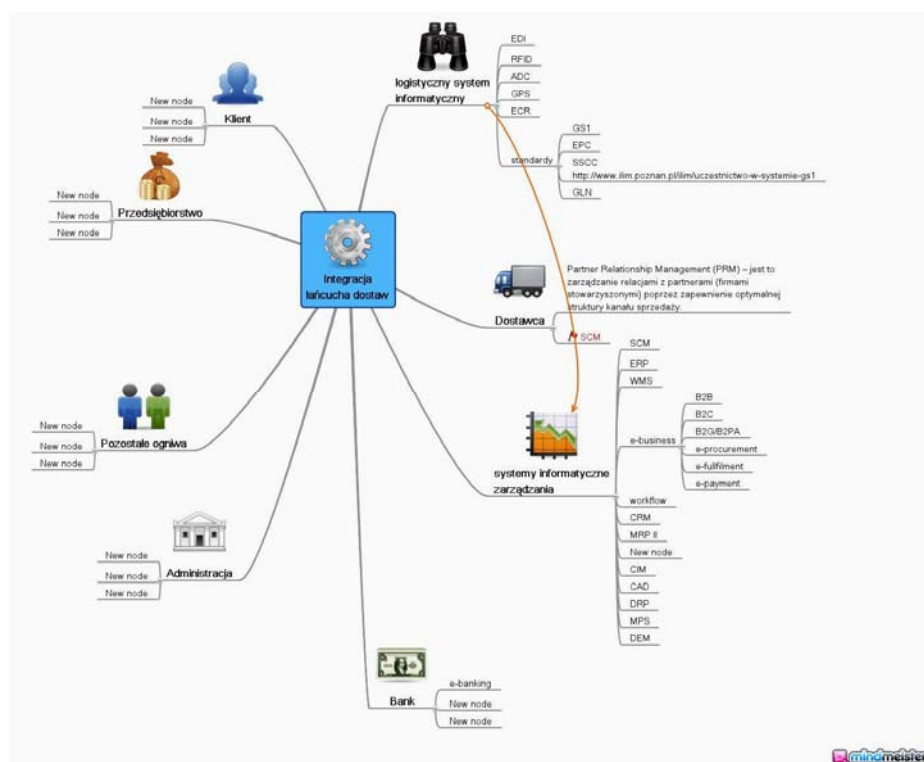 Integracja
łańcucha dostaw
Klient
New node
New node
New node
Przedsiębiorstwo
New node
New node
New node
Pozostałe ogniwa
New node
New node
New node
Administracja
New node
New node
New node
Bank
e-banking
New node
New node
logistyczny system
informatyczny
EDI
RFID
ADC
GPS
ECR
standardy
GS1
EPC
SSCC
http://www.ilim.poznan.pl/ilim/uczestnictwo-w-systemie-gs1
GLN
Dostawca
Partner Relationship Management (PRM) – jest to
zarządzanie relacjami z partnerami (firmami
stowarzyszonymi) poprzez zapewnienie optymalnej
struktury kanału sprzedaży.
SCM
systemy informatyczne
zarządzania
SCM
ERP
WMS
e-business
B2B
B2C
B2G/B2PA
e-procurement
e-fullfilment
e-payment
workflow
CRM
MRP II
New node
CIM
CAD
DRP
MPS
DEM
mindmeister